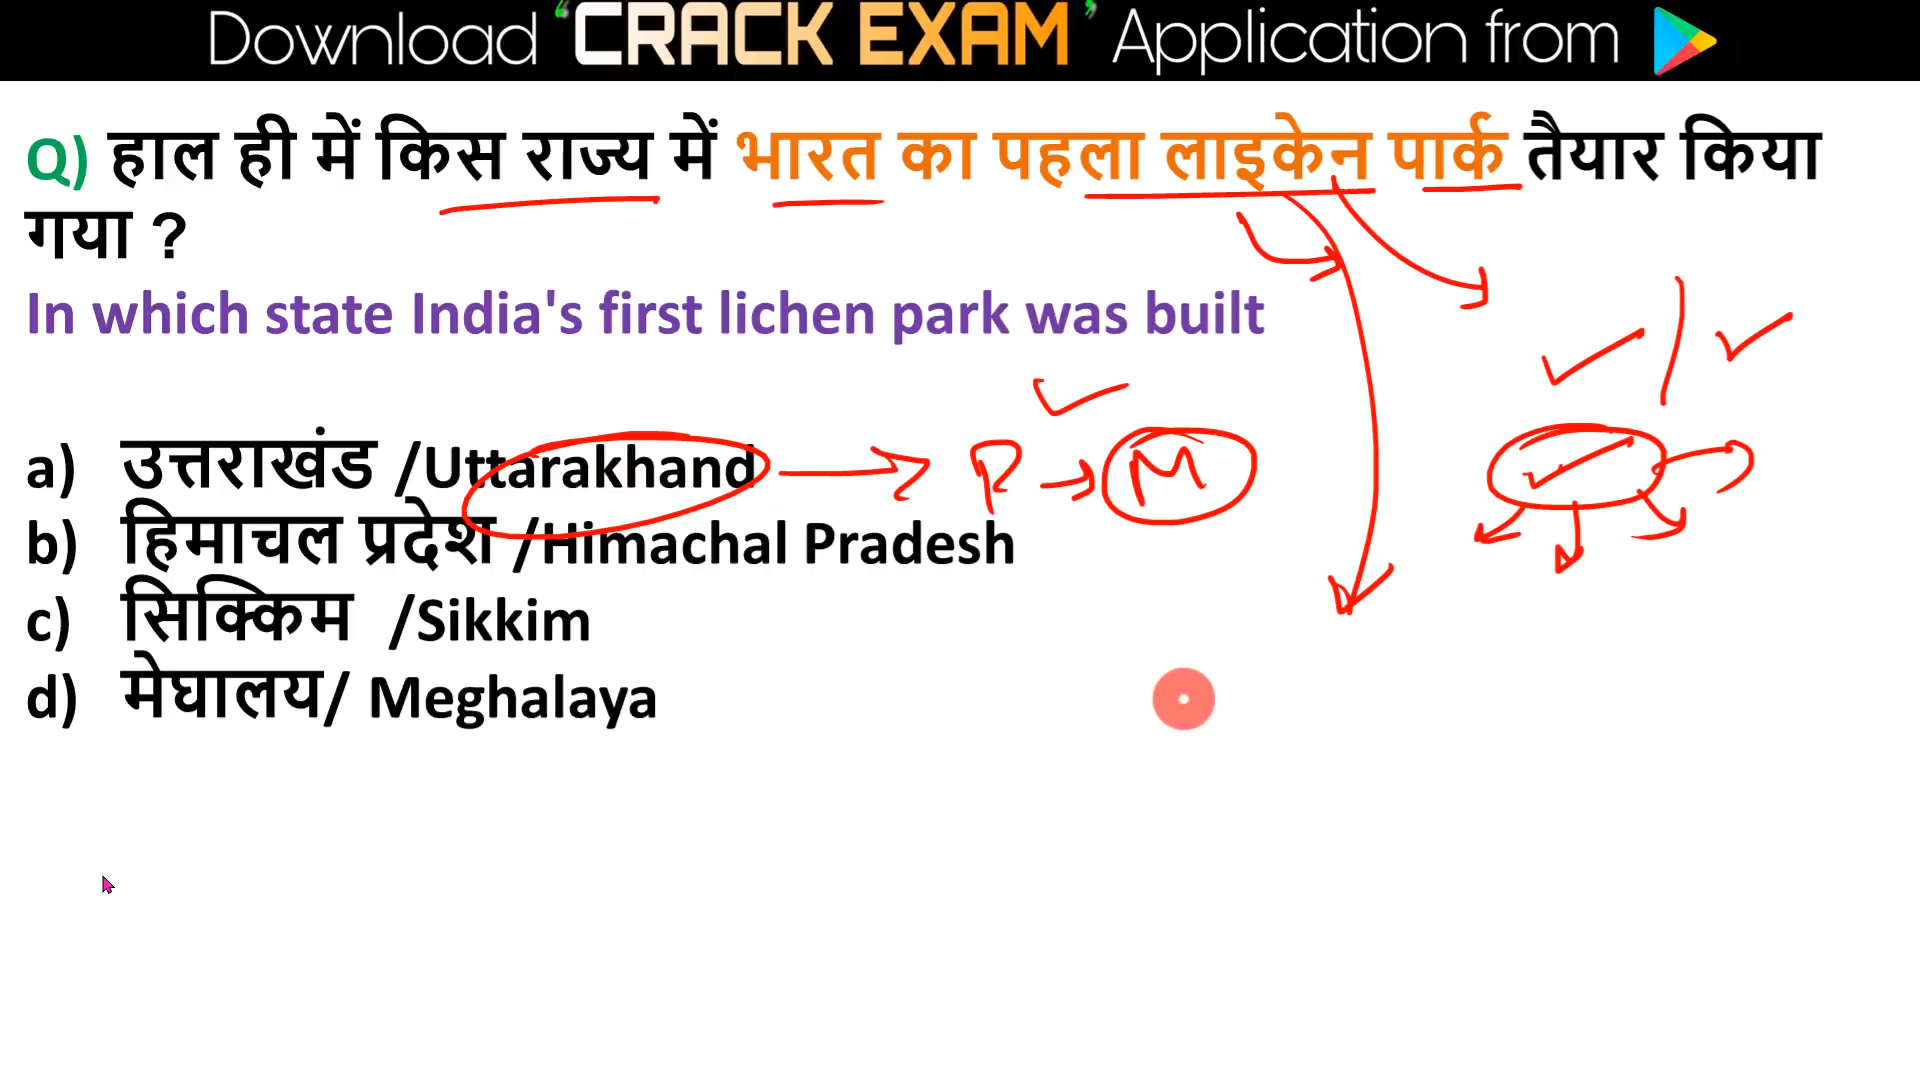 Download ‘CRACK EXAM’ Application from
Q) हाल ही में किस राज्य में भारत का पहला लाइकेन पार्क तैयार किया
गया ?
In which state India's first lichen park was built
a) उत्तराखंड /Uttarakhand → P → M
b) हिमाचल प्रदेश /Himachal Pradesh
c) सिक्किम /Sikkim
d) मेघालय/ Meghalaya